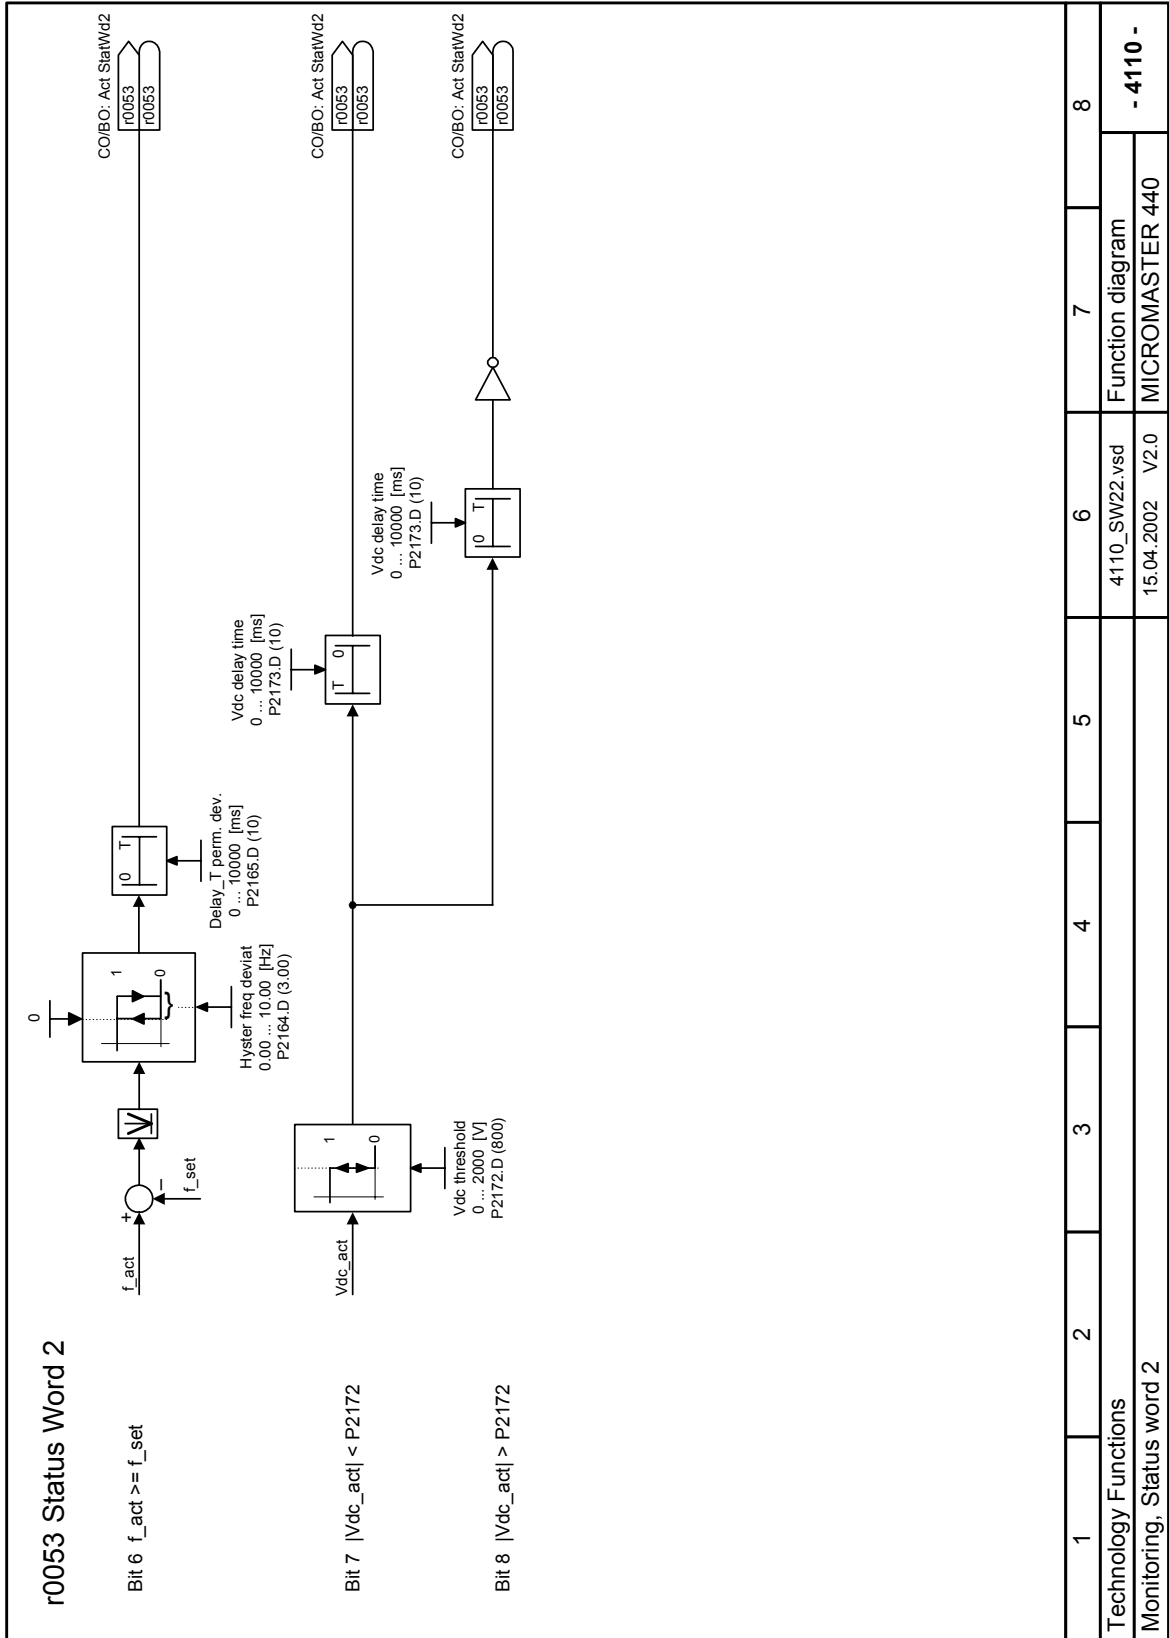 r0053 Status Word 2
Bit 6 f_act >= f_set
f_act
+
–
f_set
0
1
0
}
Hyster freq deviat
0.00 ... 10.00 [Hz]
P2164.D (3.00)
0 T
Delay_T perm. dev.
0 ... 10000 [ms]
P2165.D (10)
CO/BO: Act StatWd2
r0053
r0053
Bit 7 |Vdc_act| < P2172
Vdc_act
1
0
Vdc threshold
0 ... 2000 [V]
P2172.D (800)
Vdc delay time
0 ... 10000 [ms]
P2173.D (10)
T 0
CO/BO: Act StatWd2
r0053
r0053
Bit 8 |Vdc_act| > P2172
Vdc delay time
0 ... 10000 [ms]
P2173.D (10)
0 T
CO/BO: Act StatWd2
r0053
r0053
1 2 3 4 5 6 7 8
Technology Functions 4110_SW22.vsd Function diagram - 4110 -
Monitoring, Status word 2 15.04.2002 V2.0 MICROMASTER 440